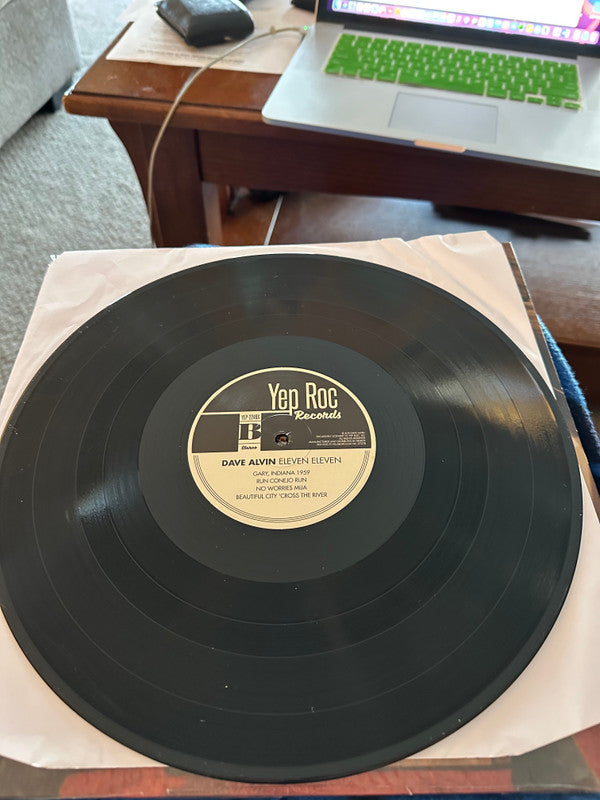 Yep Roc
Records
B
Stereo
DAVE ALVIN ELEVEN ELEVEN
GARY, INDIANA 1959
RUN CONEJO RUN
NO WORRIES MIJA
BEAUTIFUL CITY 'CROSS THE RIVER